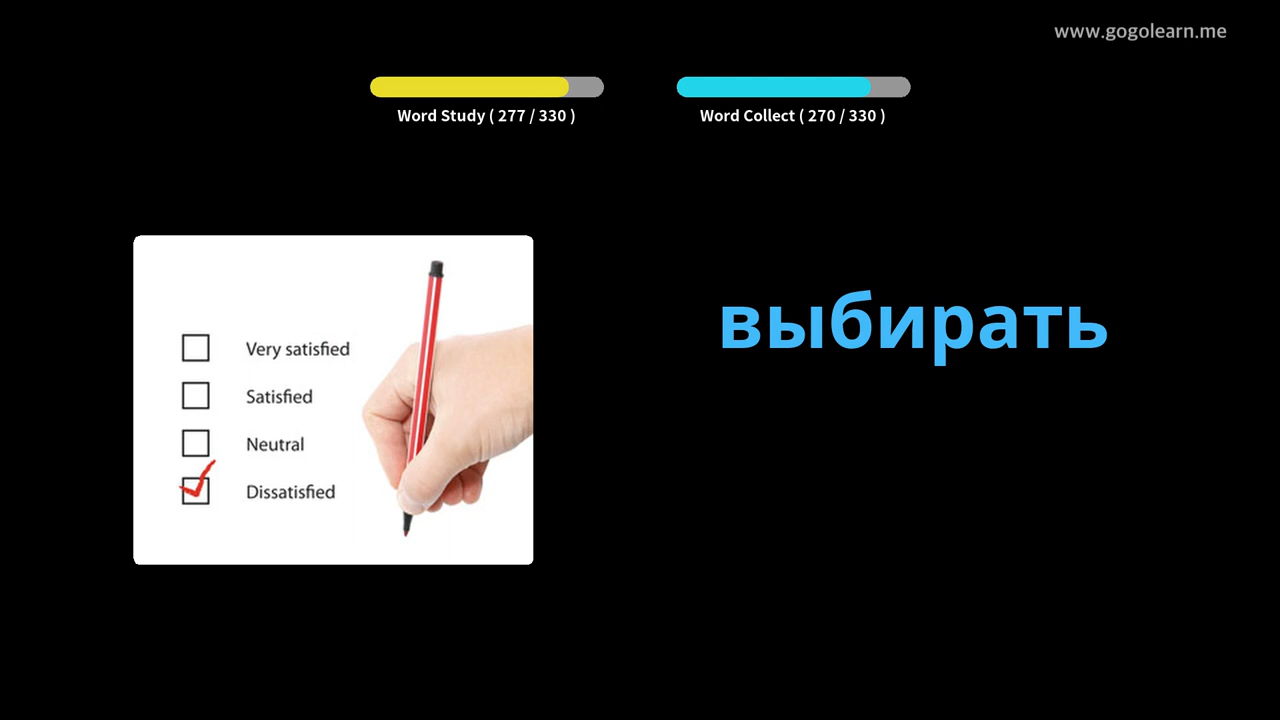 www.gogolearn.me
Word Study ( 277 / 330 )
Word Collect ( 270 / 330 )
Very satisfied
Satisfied
Neutral
Dissatisfied
выбирать